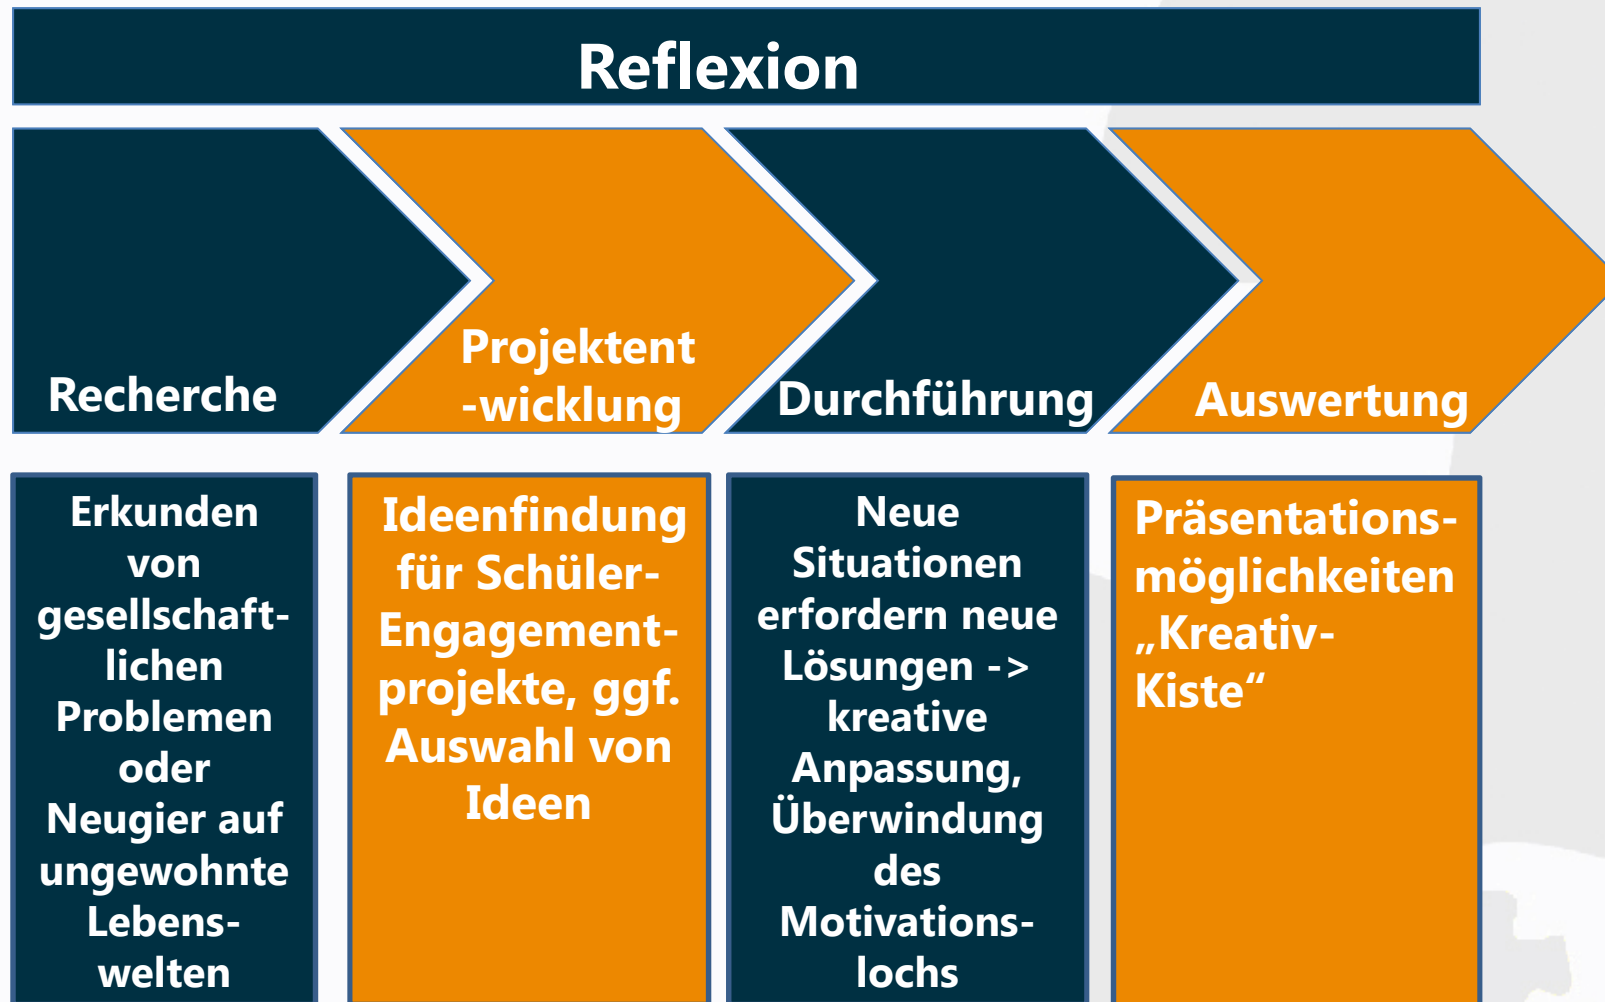 Reflexion
Recherche
Projektent
-wicklung
Durchführung
Auswertung
Erkunden
von
gesellschaft-
lichen
Problemen
oder
Neugier auf
ungewohnte
Lebens-
welten
Ideenfindung
für Schüler-
Engagement-
projekte, ggf.
Auswahl von
Ideen
Neue
Situationen
erfordern neue
Lösungen ->
kreative
Anpassung,
Überwindung
des
Motivations-
lochs
Präsentations-
möglichkeiten
„Kreativ-
Kiste“